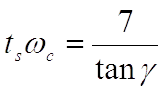 t_s ω_c = 7 / tan γ